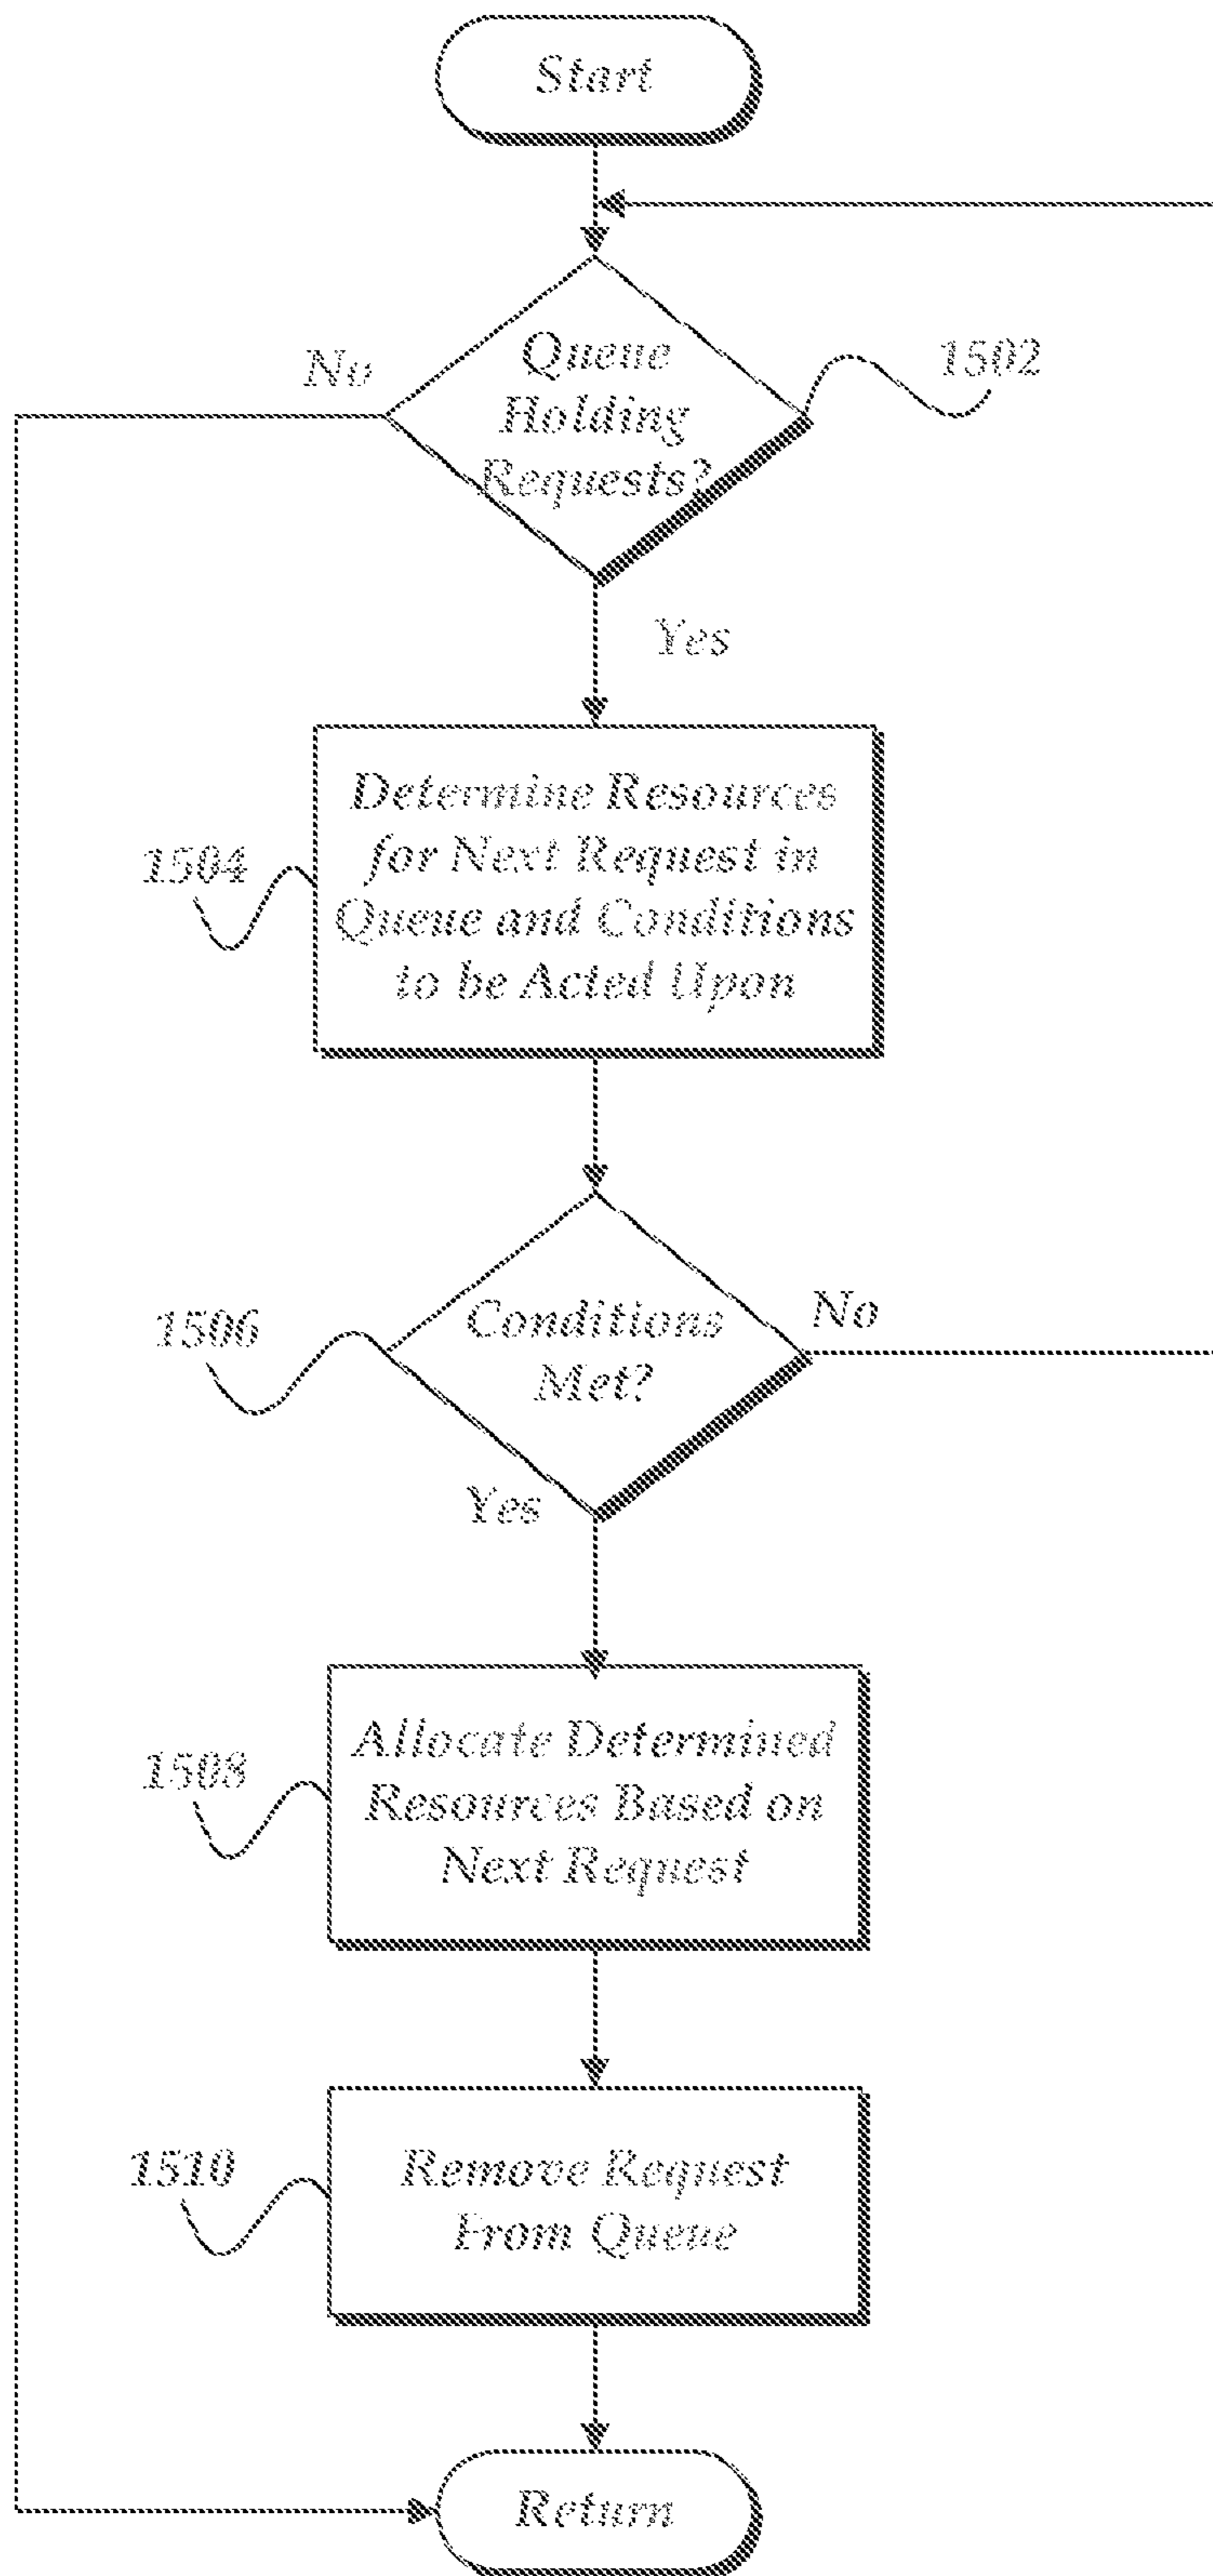 Start
No
Queue
Holding
Requests?
1502
Yes
Determine Resources
for Next Request in
Queue and Conditions
to be Acted Upon
1504
Conditions
Met?
1506
No
Yes
Allocate Determined
Resources Based on
Next Request
1508
Remove Request
From Queue
1510
Return